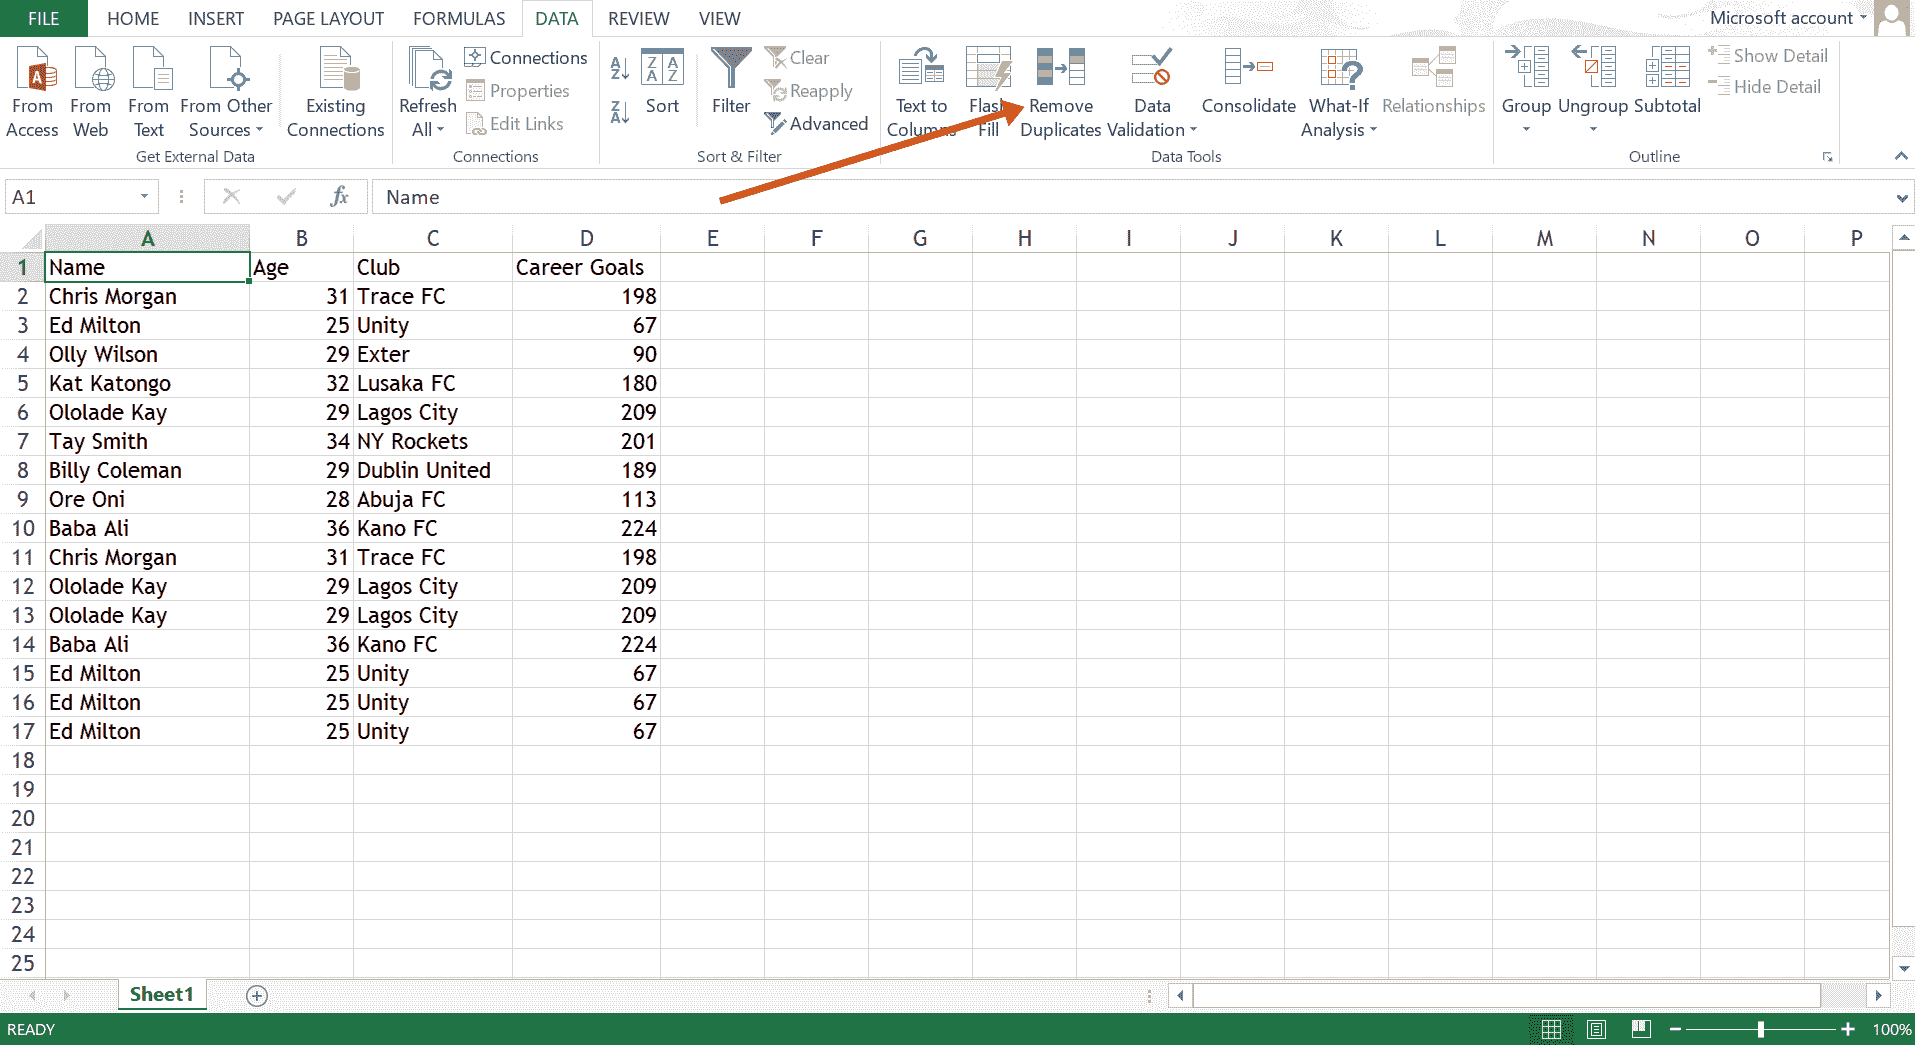 FILE HOME INSERT PAGE LAYOUT FORMULAS DATA REVIEW VIEW Microsoft account
From Access From Web From Text From Other Sources Existing Connections
Get External Data
Refresh All Connections Properties Edit Links
Connections
A Z Z A Sort Z A A Z Filter Clear Reapply Advanced
Sort & Filter
Text to Columns Flash Fill Remove Duplicates Data Validation Consolidate What-If Analysis Relationships
Data Tools
Group Ungroup Subtotal Show Detail Hide Detail
Outline
A1 fx Name
A B C D E F G H I J K L M N O P
1 Name Age Club Career Goals
2 Chris Morgan 31 Trace FC 198
3 Ed Milton 25 Unity 67
4 Olly Wilson 29 Exter 90
5 Kat Katongo 32 Lusaka FC 180
6 Ololade Kay 29 Lagos City 209
7 Tay Smith 34 NY Rockets 201
8 Billy Coleman 29 Dublin United 189
9 Ore Oni 28 Abuja FC 113
10 Baba Ali 36 Kano FC 224
11 Chris Morgan 31 Trace FC 198
12 Ololade Kay 29 Lagos City 209
13 Ololade Kay 29 Lagos City 209
14 Baba Ali 36 Kano FC 224
15 Ed Milton 25 Unity 67
16 Ed Milton 25 Unity 67
17 Ed Milton 25 Unity 67
18
19
20
21
22
23
24
25
Sheet1
READY 100%